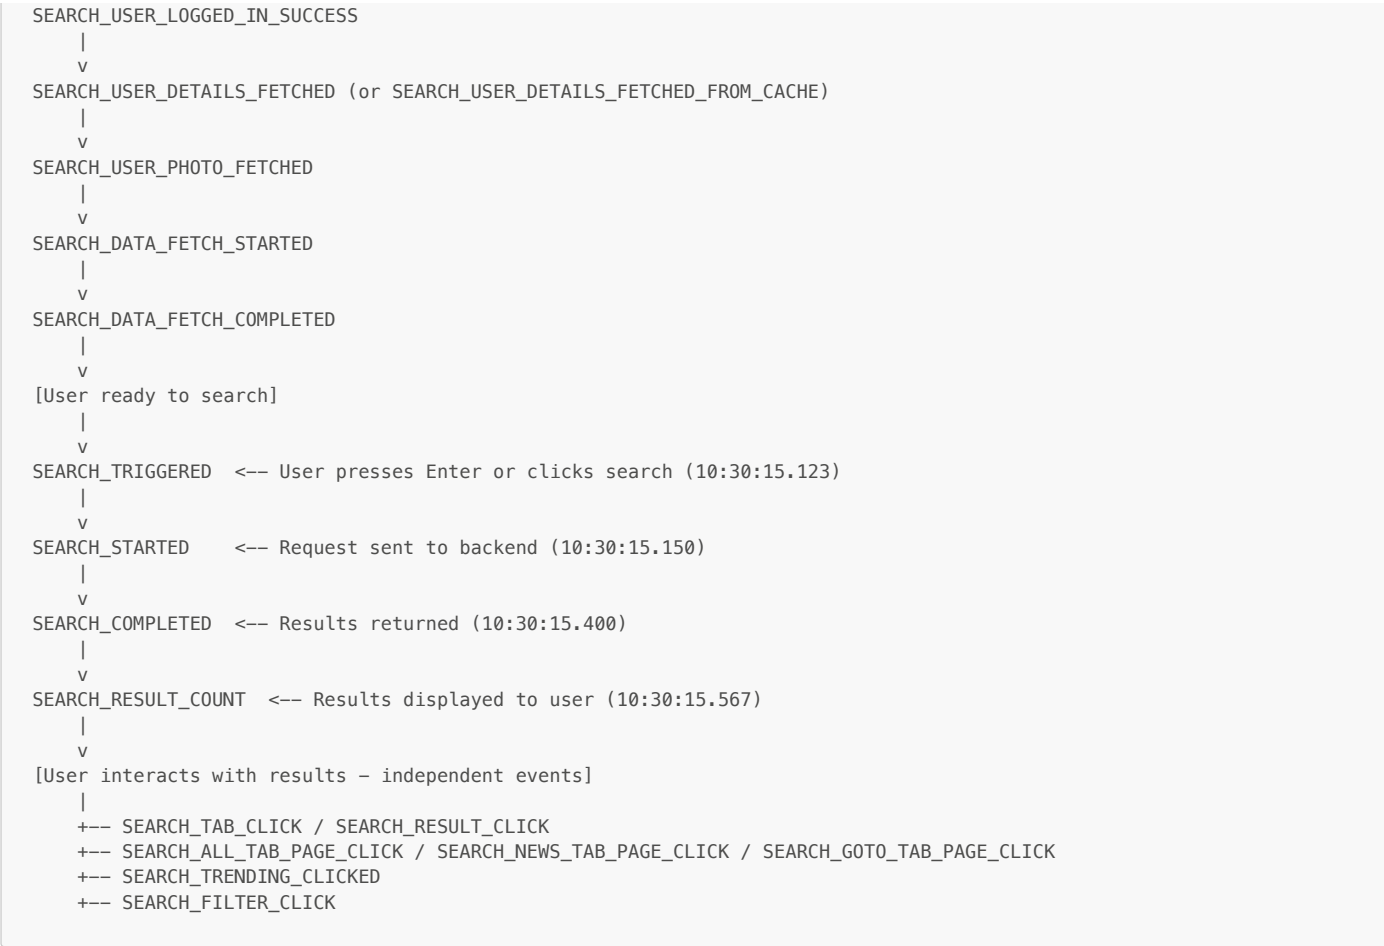 SEARCH_USER_LOGGED_IN_SUCCESS
    |
    v
SEARCH_USER_DETAILS_FETCHED (or SEARCH_USER_DETAILS_FETCHED_FROM_CACHE)
    |
    v
SEARCH_USER_PHOTO_FETCHED
    |
    v
SEARCH_DATA_FETCH_STARTED
    |
    v
SEARCH_DATA_FETCH_COMPLETED
    |
    v
[User ready to search]
    |
    v
SEARCH_TRIGGERED  <-- User presses Enter or clicks search (10:30:15.123)
    |
    v
SEARCH_STARTED    <-- Request sent to backend (10:30:15.150)
    |
    v
SEARCH_COMPLETED  <-- Results returned (10:30:15.400)
    |
    v
SEARCH_RESULT_COUNT  <-- Results displayed to user (10:30:15.567)
    |
    v
[User interacts with results - independent events]
    |
    +-- SEARCH_TAB_CLICK / SEARCH_RESULT_CLICK
    +-- SEARCH_ALL_TAB_PAGE_CLICK / SEARCH_NEWS_TAB_PAGE_CLICK / SEARCH_GOTO_TAB_PAGE_CLICK
    +-- SEARCH_TRENDING_CLICKED
    +-- SEARCH_FILTER_CLICK